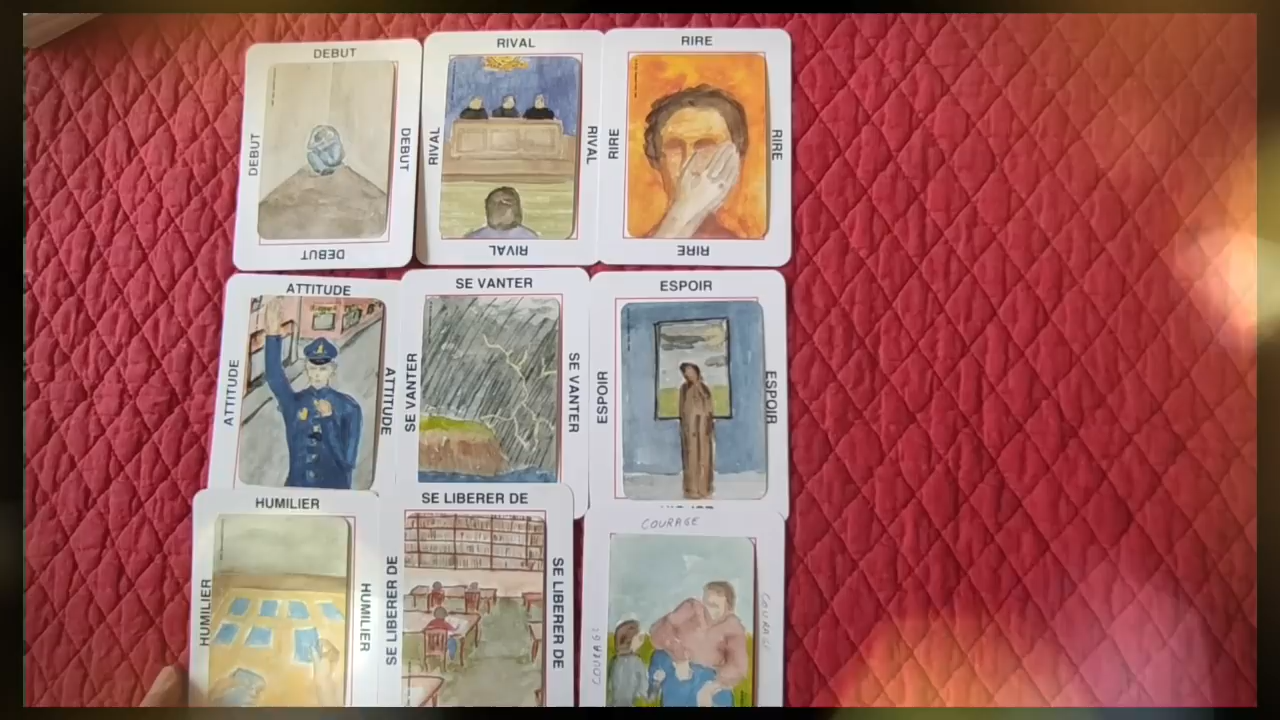 DEBUT
DEBUT
DEBUT
DEBUT
RIVAL
RIVAL
RIVAL
RIVAL
RIRE
RIRE
RIRE
RIRE
ATTITUDE
ATTITUDE
ATTITUDE
SE VANTER
SE VANTER
SE VANTER
ESPOIR
ESPOIR
ESPOIR
HUMILIER
HUMILIER
HUMILIER
SE LIBERER DE
SE LIBERER DE
SE LIBERER DE
COURAGE
COURAGE
COURAGE